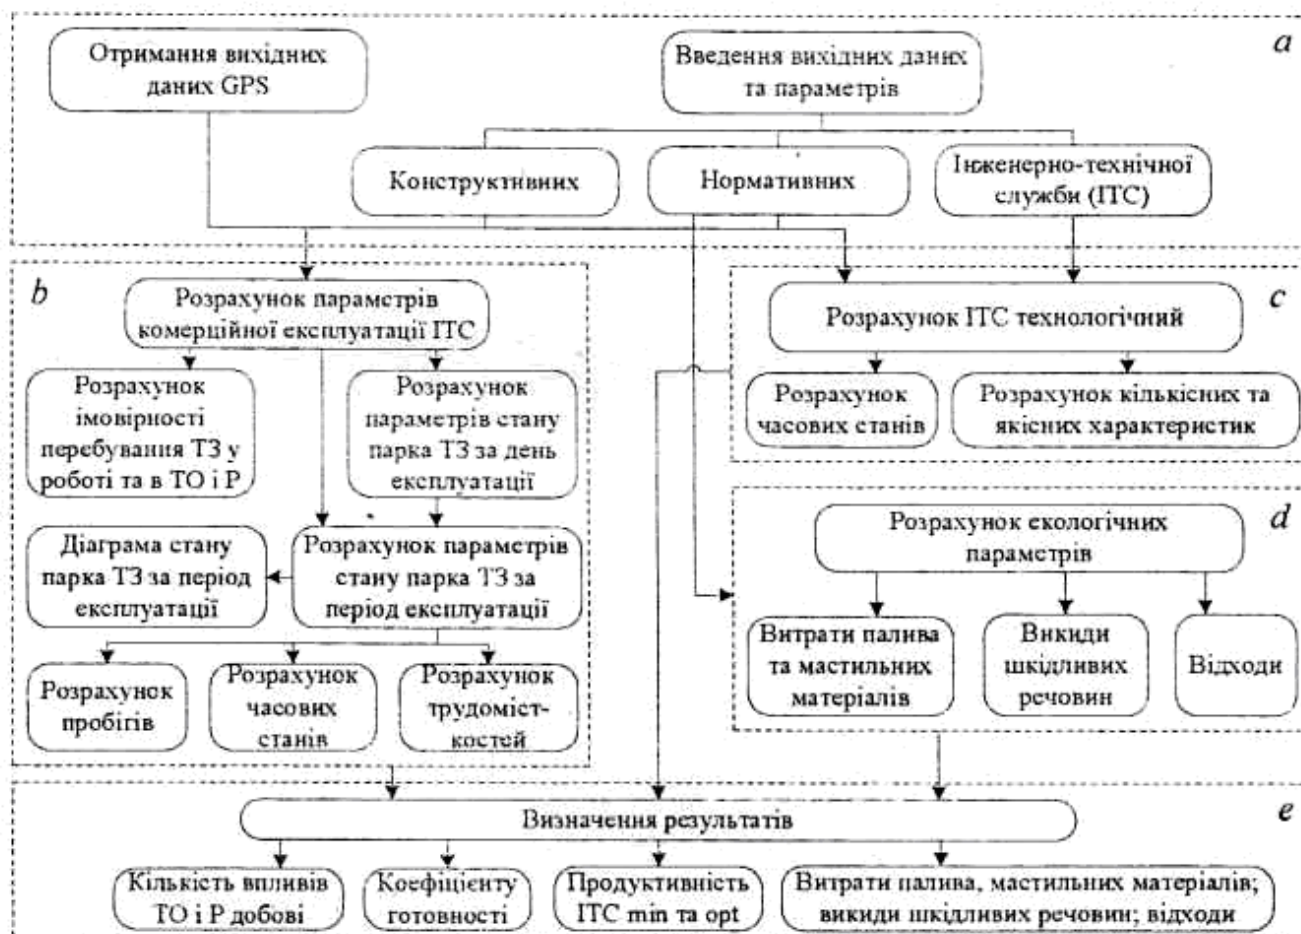 a
Отримання вихідних
даних GPS
Введення вихідних даних
та параметрів
Конструктивних
Нормативних
Інженерно-технічної
служби (ІТС)
b
Розрахунок параметрів
комерційної експлуатації ІТС
Розрахунок
імовірності
перебування ТЗ у
роботі та в ТО і Р
Розрахунок
параметрів стану
парка ТЗ за день
експлуатації
Діаграма стану
парка ТЗ за період
експлуатації
Розрахунок параметрів
стану парка ТЗ за
період експлуатації
Розрахунок
пробігів
Розрахунок
часових
станів
Розрахунок
трудоміст-
костей
c
Розрахунок ІТС технологічний
Розрахунок
часових станів
Розрахунок кількісних та
якісних характеристик
d
Розрахунок екологічних
параметрів
Витрати палива
та мастильних
матеріалів
Викиди
шкідливих
речовин
Відходи
e
Визначення результатів
Кількість впливів
ТО і Р добові
Коефіцієнту
готовності
Продуктивність
ІТС min та opt
Витрати палива, мастильних матеріалів;
викиди шкідливих речовин; відходи